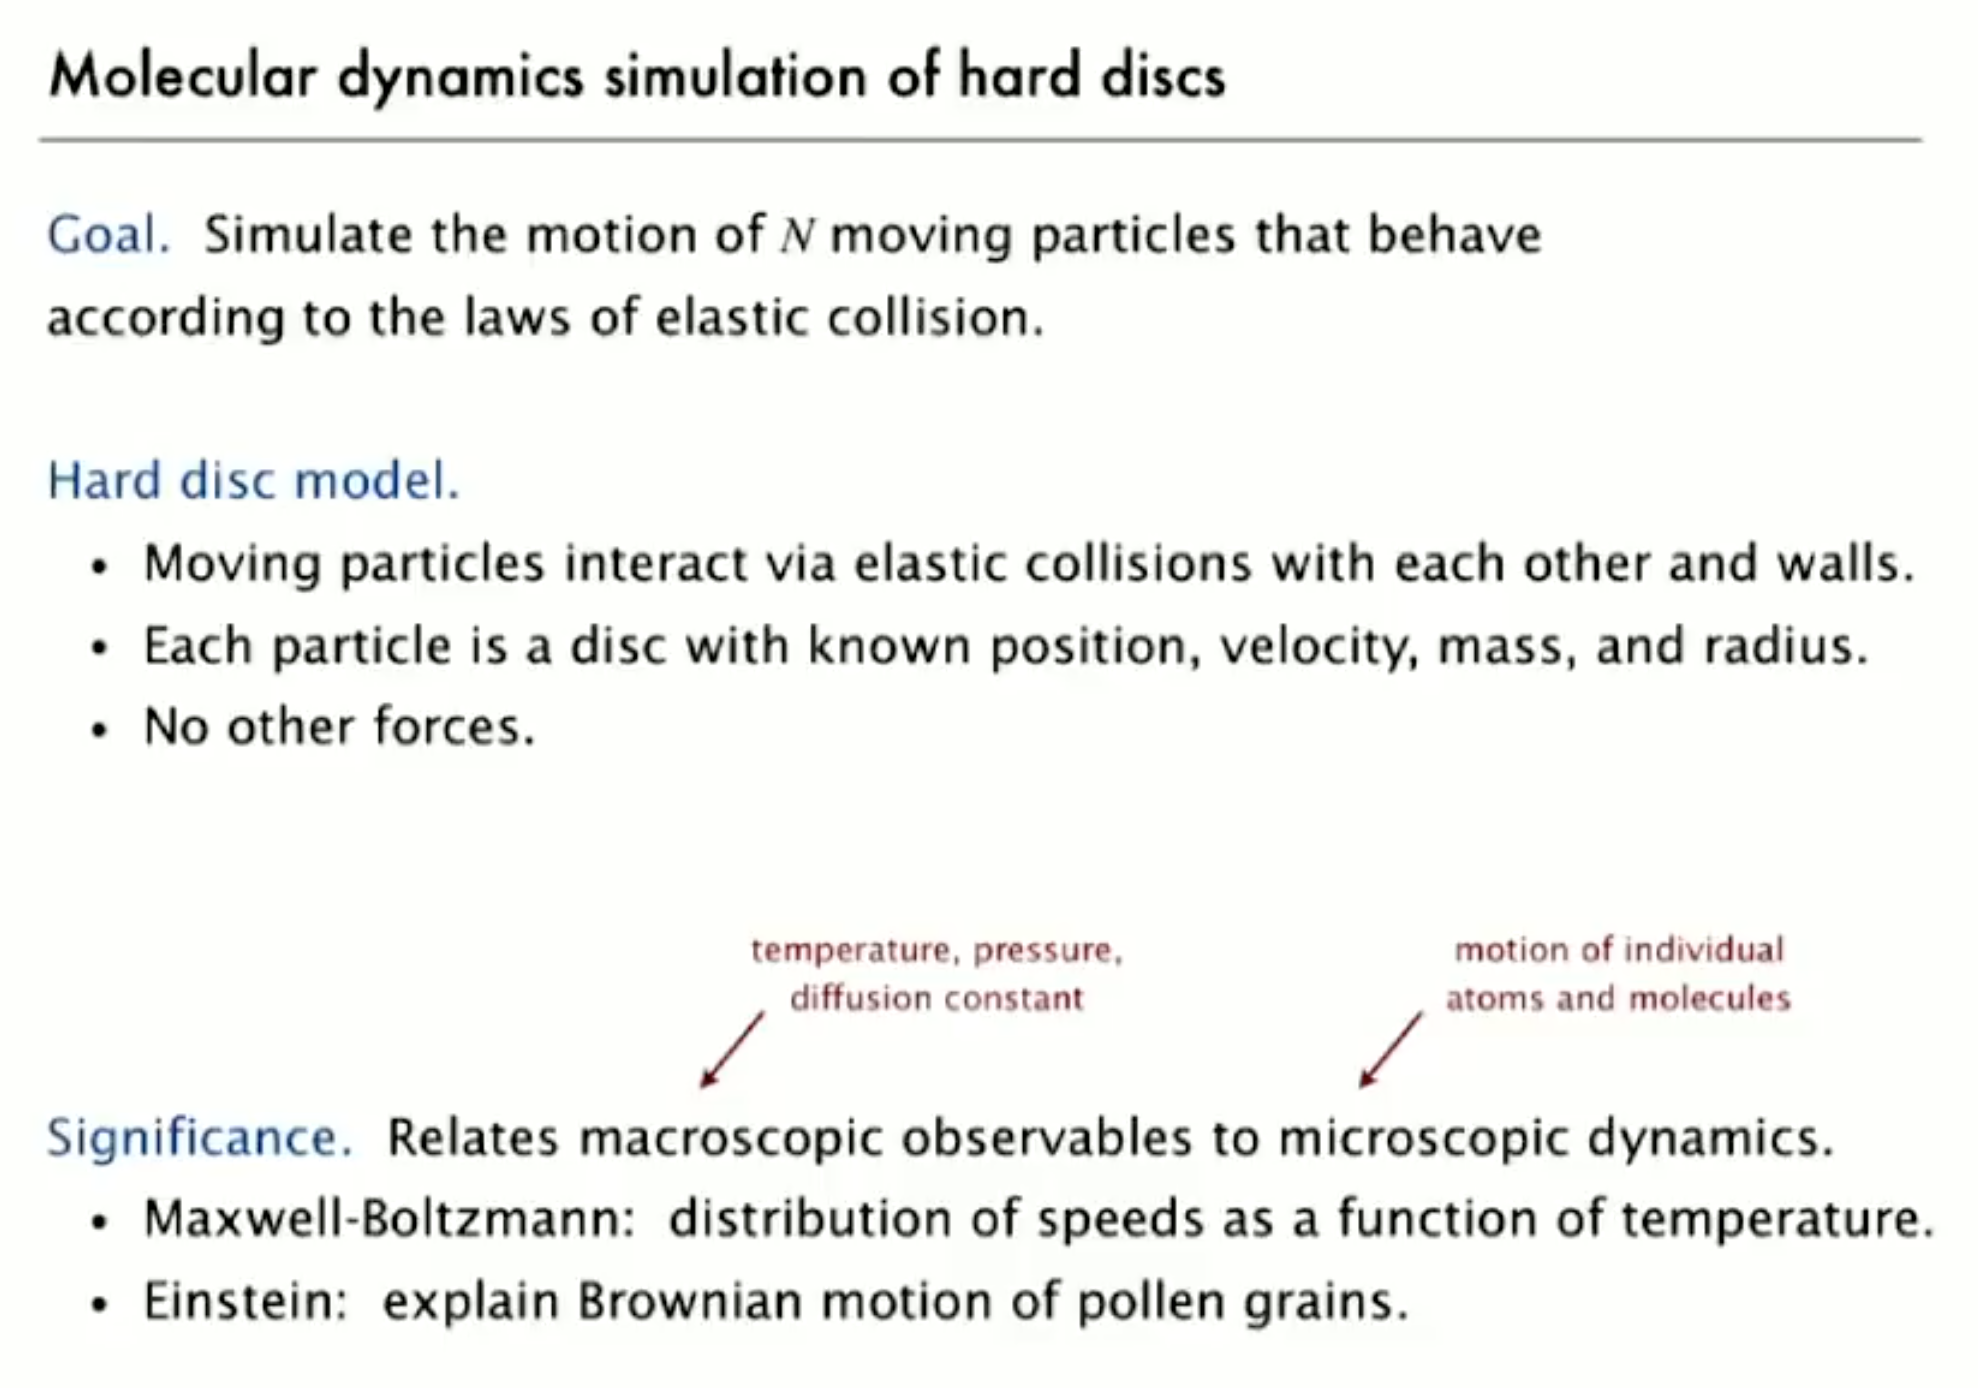 Molecular dynamics simulation of hard discs
Goal. Simulate the motion of N moving particles that behave
according to the laws of elastic collision.
Hard disc model.
• Moving particles interact via elastic collisions with each other and walls.
• Each particle is a disc with known position, velocity, mass, and radius.
• No other forces.
temperature, pressure,
diffusion constant
motion of individual
atoms and molecules
Significance. Relates macroscopic observables to microscopic dynamics.
• Maxwell-Boltzmann: distribution of speeds as a function of temperature.
• Einstein: explain Brownian motion of pollen grains.